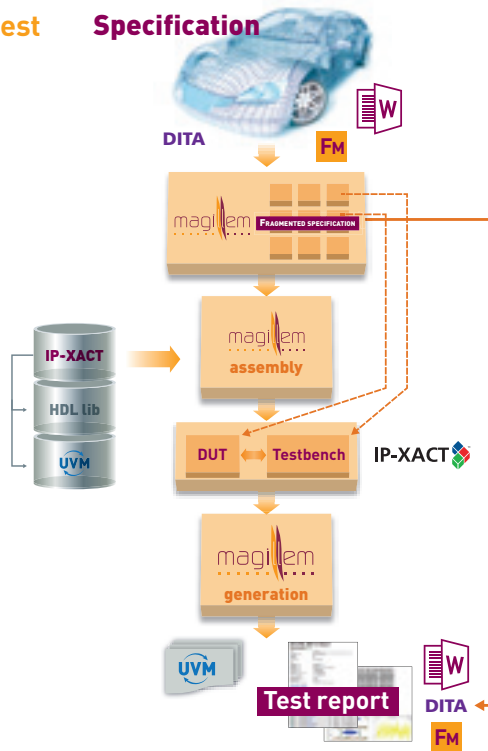 est
Specification
W
DITA
FM
magillem
FRAGMENTED SPECIFICATION
magillem
assembly
IP-XACT
HDL lib
UVM
DUT
Testbench
IP-XACT
magillem
generation
UVM
Test report
W
DITA
FM